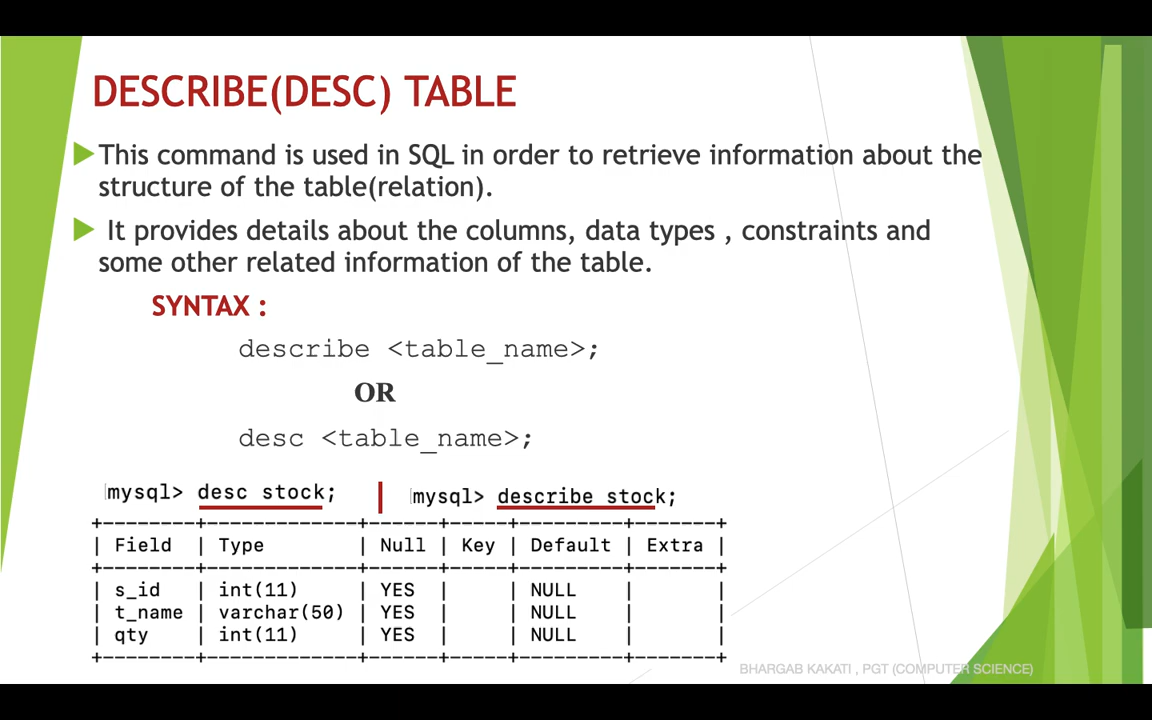 DESCRIBE(DESC) TABLE
This command is used in SQL in order to retrieve information about the
structure of the table(relation).
It provides details about the columns, data types , constraints and
some other related information of the table.
SYNTAX :
describe <table_name>;
OR
desc <table_name>;
mysql> desc stock; | mysql> describe stock;
+--------+-------------+------+-----+---------+-------+
| Field | Type | Null | Key | Default | Extra |
+--------+-------------+------+-----+---------+-------+
| s_id | int(11) | YES | | NULL | |
| t_name | varchar(50) | YES | | NULL | |
| qty | int(11) | YES | | NULL | |
+--------+-------------+------+-----+---------+-------+
BHARGAB KAKATI , PGT (COMPUTER SCIENCE)